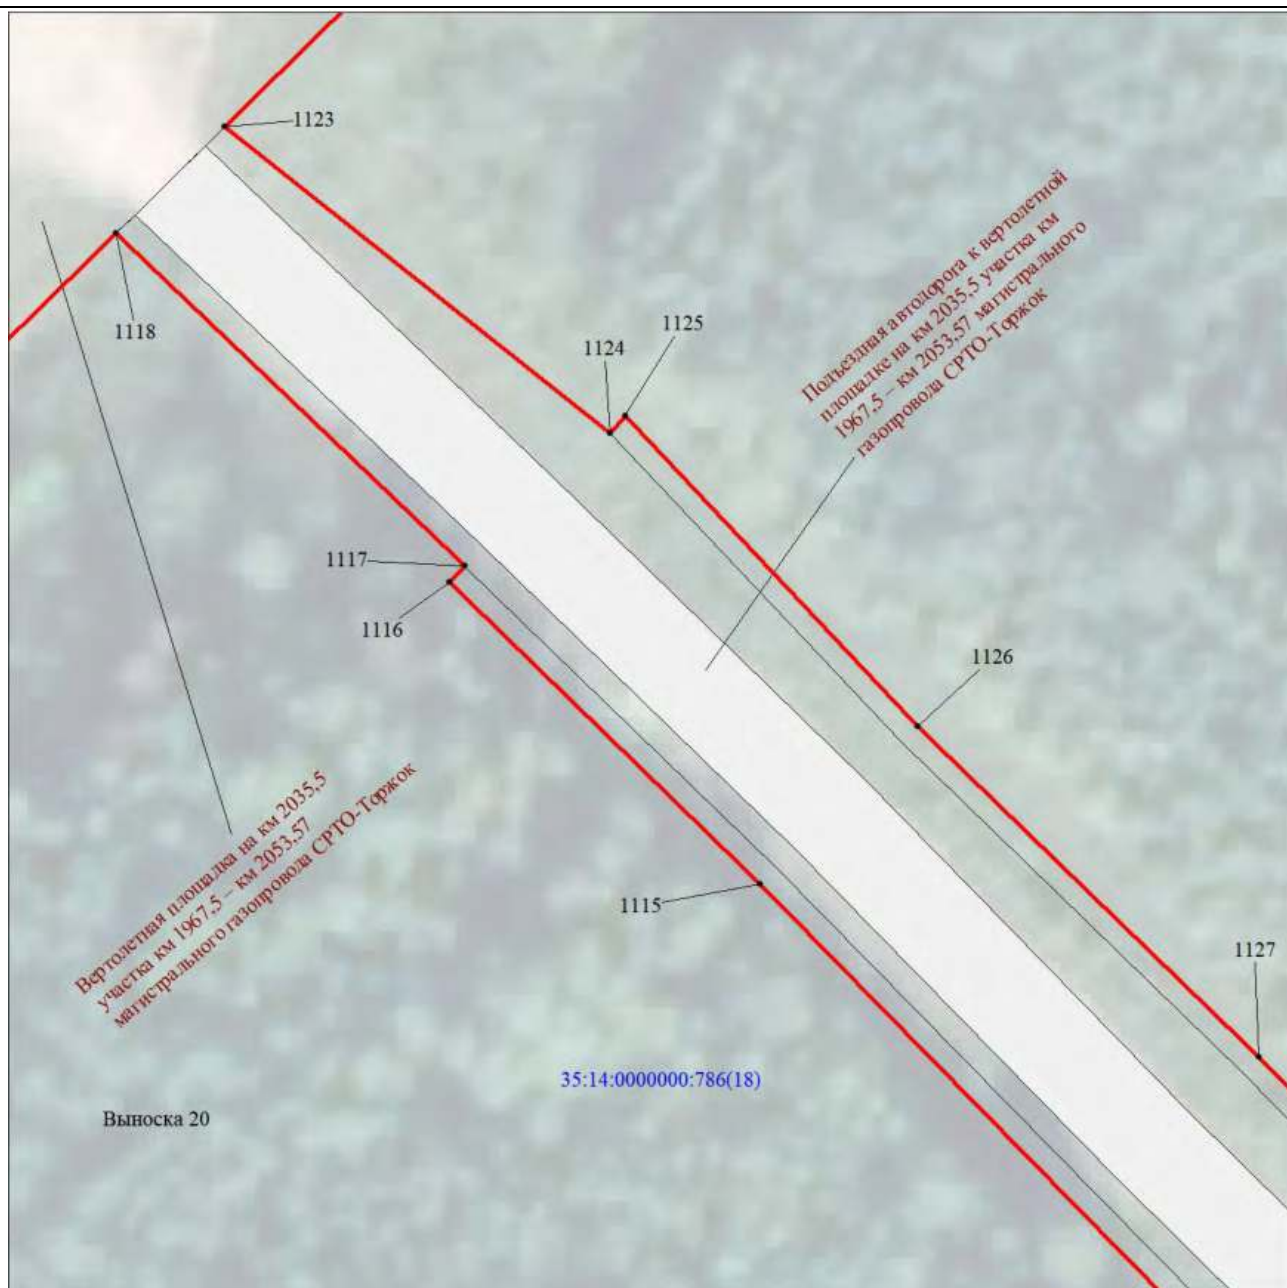 1123
1118
1124
1125
Подъездная автодорога к вертолетной
площадке на км 2035,5 участка км
1967,5 – км 2053,57 магистрального
газопровода СРТО-Торжок
1117
1116
1126
Вертолетная площадка на км 2035,5
участка км 1967,5 – км 2053,57
магистрального газопровода СРТО-Торжок
1115
1127
35:14:0000000:786(18)
Выноска 20